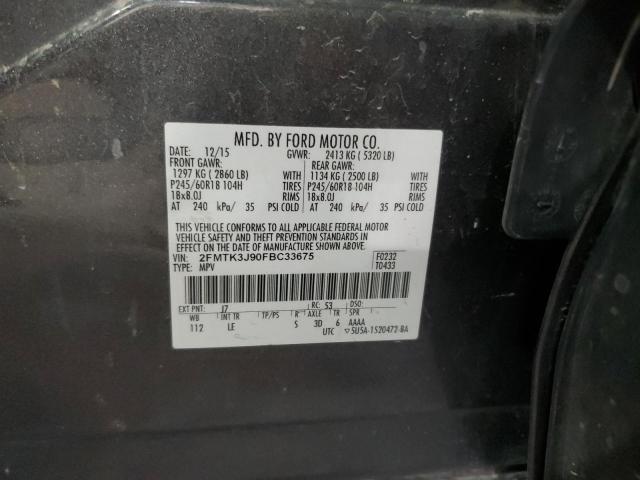 MFD. BY FORD MOTOR CO.
DATE: 12/15 GVWR: 2413 KG ( 5320 LB)
FRONT GAWR: REAR GAWR:
1297 KG ( 2860 LB) WITH 1134 KG ( 2500 LB) WITH
P245/60R18 104H TIRES P245/60R18 104H TIRES
18x8.0J RIMS 18x8.0J RIMS
AT 240 kPa/ 35 PSI COLD AT 240 kPa/ 35 PSI COLD
THIS VEHICLE CONFORMS TO ALL APPLICABLE FEDERAL MOTOR
VEHICLE SAFETY AND THEFT PREVENTION STANDARDS IN
EFFECT ON THE DATE OF MANUFACTURE SHOWN ABOVE.
VIN: 2FMTK3J90FBC33675 F0232
TYPE: MPV T0433
EXT PNT: J7 RC: 53 DSO:
WB INT TR TP/PS R AXLE TR SPR
112 LE S 3D 6 AAAA
UTC ▽5U5A-1520472-BA